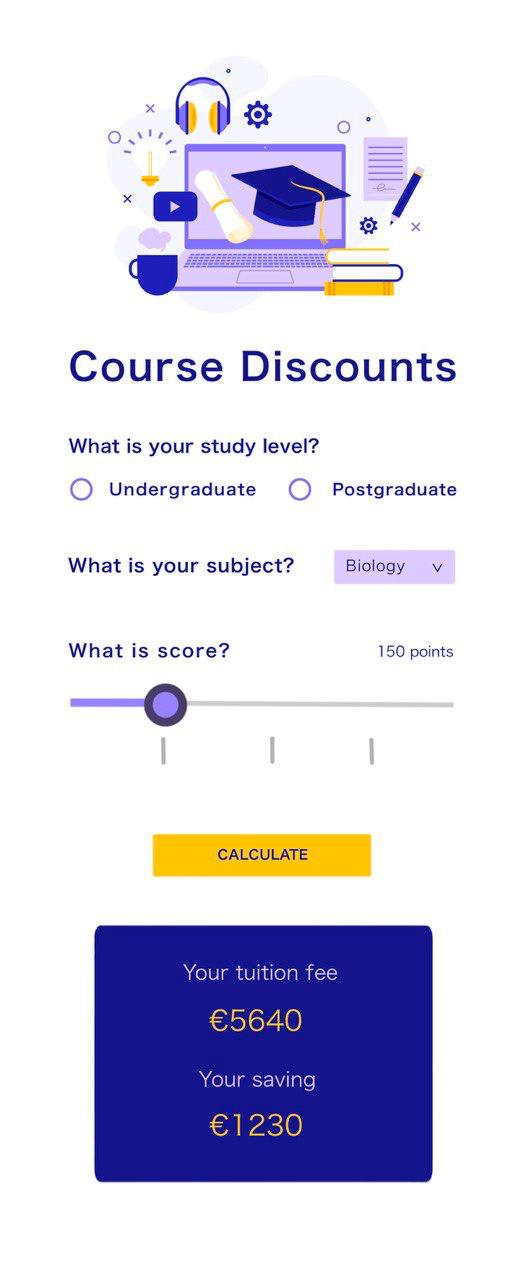 Course Discounts
What is your study level?
Undergraduate Postgraduate
What is your subject? Biology
What is score? 150 points
CALCULATE
Your tuition fee
€5640
Your saving
€1230